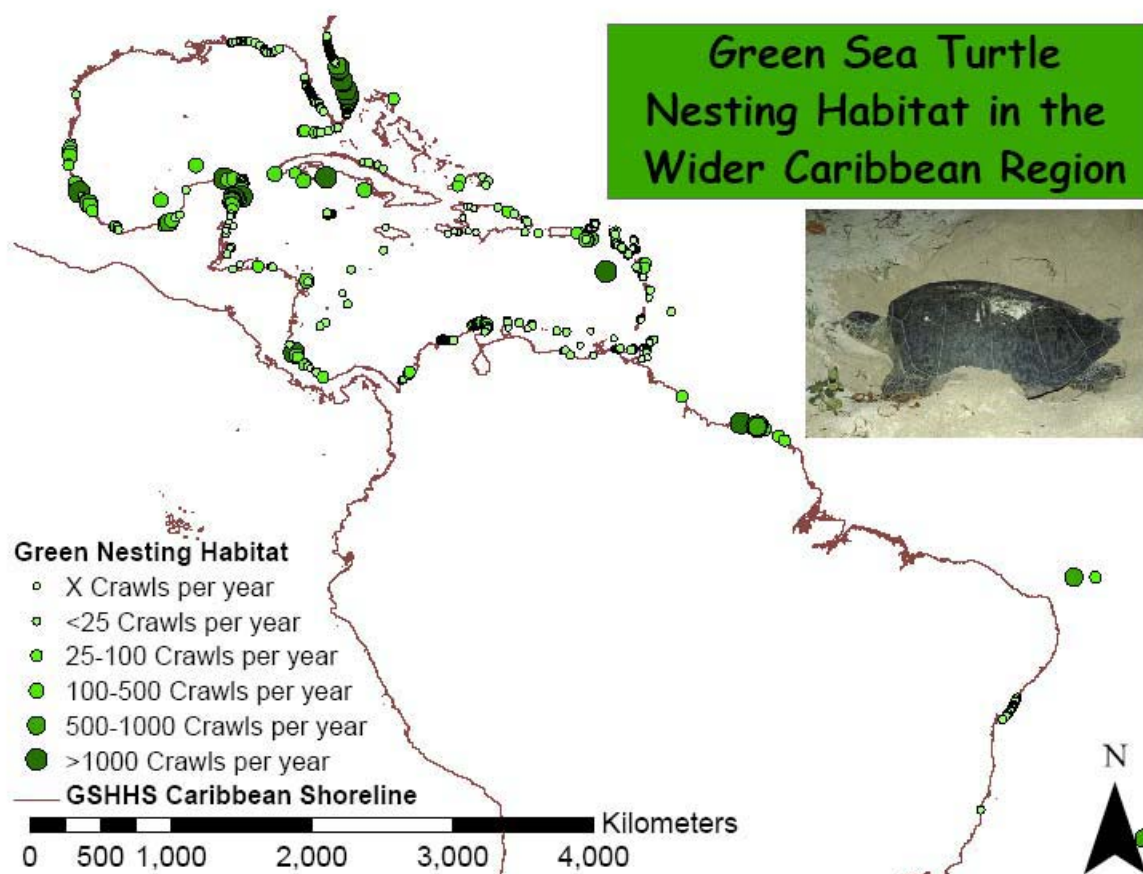 Green Sea Turtle
Nesting Habitat in the
Wider Caribbean Region
Green Nesting Habitat
X Crawls per year
<25 Crawls per year
25-100 Crawls per year
100-500 Crawls per year
500-1000 Crawls per year
>1000 Crawls per year
GSHHS Caribbean Shoreline
Kilometers
0 500 1,000 2,000 3,000 4,000
N